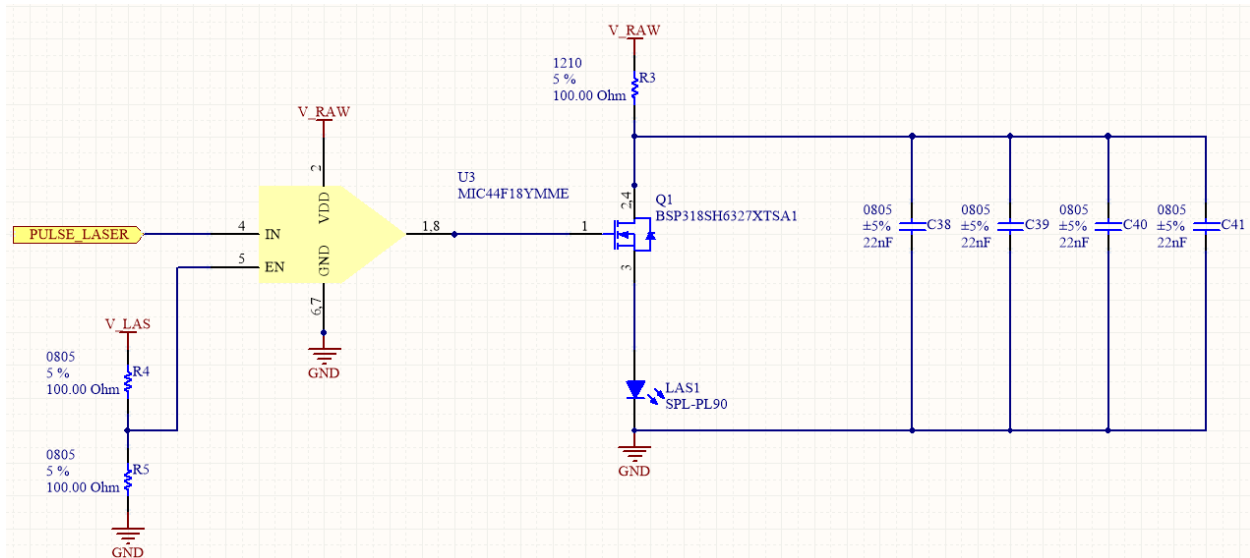 V_RAW
1210
5 %
100.00 Ohm
R3
V_RAW
2
VDD
U3
MIC44F18YMME
2,4
Q1
BSP318SH6327XTSA1
PULSE_LASER
4
IN
1,8
1
5
EN
GND
6,7
3
0805
±5%
22nF
C38
0805
±5%
22nF
C39
0805
±5%
22nF
C40
0805
±5%
22nF
C41
V_LAS
GND
0805
5 %
100.00 Ohm
R4
LAS1
SPL-PL90
GND
0805
5 %
100.00 Ohm
R5
GND